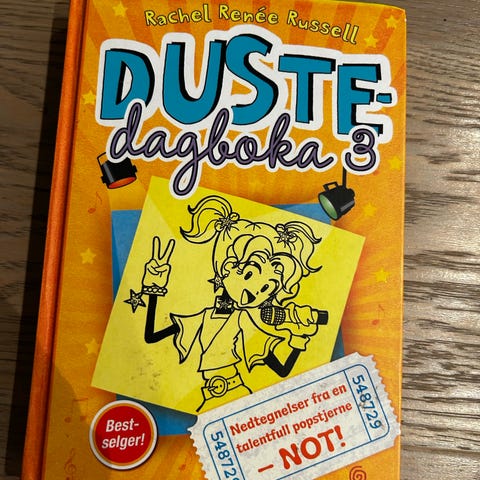 Rachel Renée Russell
DUSTE-
dagboka 3
Best-
selger!
548729
Nedtegnelser fra en
talentfull popstjerne
– NOT!
548729